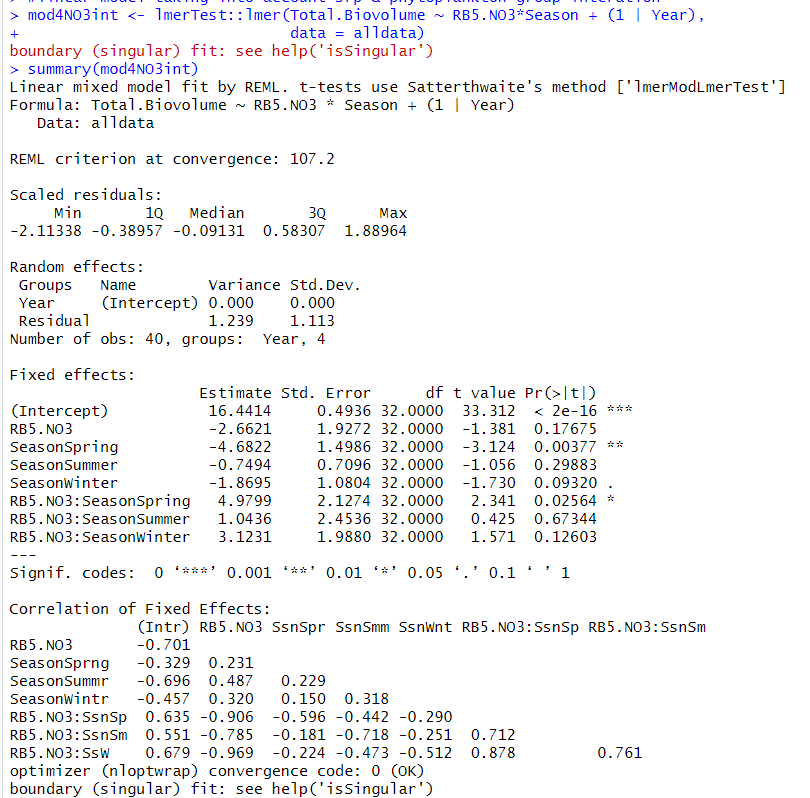 > mod4NO3int <- lmerTest::lmer(Total.Biovolume ~ RB5.NO3*Season + (1 | Year),
+                               data = alldata)
boundary (singular) fit: see help('isSingular')
> summary(mod4NO3int)
Linear mixed model fit by REML. t-tests use Satterthwaite's method ['lmerModLmerTest']
Formula: Total.Biovolume ~ RB5.NO3 * Season + (1 | Year)
   Data: alldata

REML criterion at convergence: 107.2

Scaled residuals:
     Min       1Q   Median       3Q      Max
-2.11338 -0.38957 -0.09131  0.58307  1.88964

Random effects:
 Groups   Name        Variance Std.Dev.
 Year     (Intercept) 0.000    0.000
 Residual             1.239    1.113
Number of obs: 40, groups:  Year, 4

Fixed effects:
                     Estimate Std. Error      df t value Pr(>|t|)
(Intercept)           16.4414     0.4936 32.0000  33.312  < 2e-16 ***
RB5.NO3               -2.6621     1.9272 32.0000  -1.381  0.17675
SeasonSpring          -4.6822     1.4986 32.0000  -3.124  0.00377 **
SeasonSummer          -0.7494     0.7096 32.0000  -1.056  0.29883
SeasonWinter          -1.8695     1.0804 32.0000  -1.730  0.09320 .
RB5.NO3:SeasonSpring   4.9799     2.1274 32.0000   2.341  0.02564 *
RB5.NO3:SeasonSummer   1.0436     2.4536 32.0000   0.425  0.67344
RB5.NO3:SeasonWinter   3.1231     1.9880 32.0000   1.571  0.12603
---
Signif. codes:  0 ‘***’ 0.001 ‘**’ 0.01 ‘*’ 0.05 ‘.’ 0.1 ‘ ’ 1

Correlation of Fixed Effects:
              (Intr) RB5.NO3 SsnSpr SsnSmm SsnWnt RB5.NO3:SsnSp RB5.NO3:SsnSm
RB5.NO3       -0.701
SeasonSprng   -0.329  0.231
SeasonSummr   -0.696  0.487   0.229
SeasonWintr   -0.457  0.320   0.150  0.318
RB5.NO3:SsnSp  0.635 -0.906  -0.596 -0.442 -0.290
RB5.NO3:SsnSm  0.551 -0.785  -0.181 -0.718 -0.251  0.712
RB5.NO3:SsW    0.679 -0.969  -0.224 -0.473 -0.512  0.878         0.761
optimizer (nloptwrap) convergence code: 0 (OK)
boundary (singular) fit: see help('isSingular')